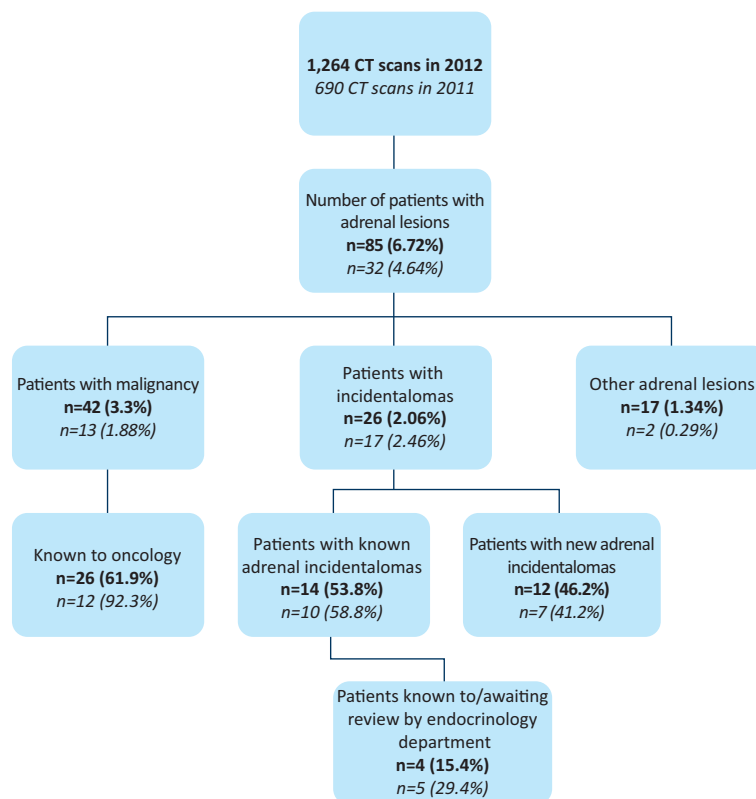 1,264 CT scans in 2012
690 CT scans in 2011
Number of patients with
adrenal lesions
n=85 (6.72%)
n=32 (4.64%)
Patients with malignancy
n=42 (3.3%)
n=13 (1.88%)
Patients with
incidentalomas
n=26 (2.06%)
n=17 (2.46%)
Other adrenal lesions
n=17 (1.34%)
n=2 (0.29%)
Known to oncology
n=26 (61.9%)
n=12 (92.3%)
Patients with known
adrenal incidentalomas
n=14 (53.8%)
n=10 (58.8%)
Patients with new adrenal
incidentalomas
n=12 (46.2%)
n=7 (41.2%)
Patients known to/awaiting
review by endocrinology
department
n=4 (15.4%)
n=5 (29.4%)